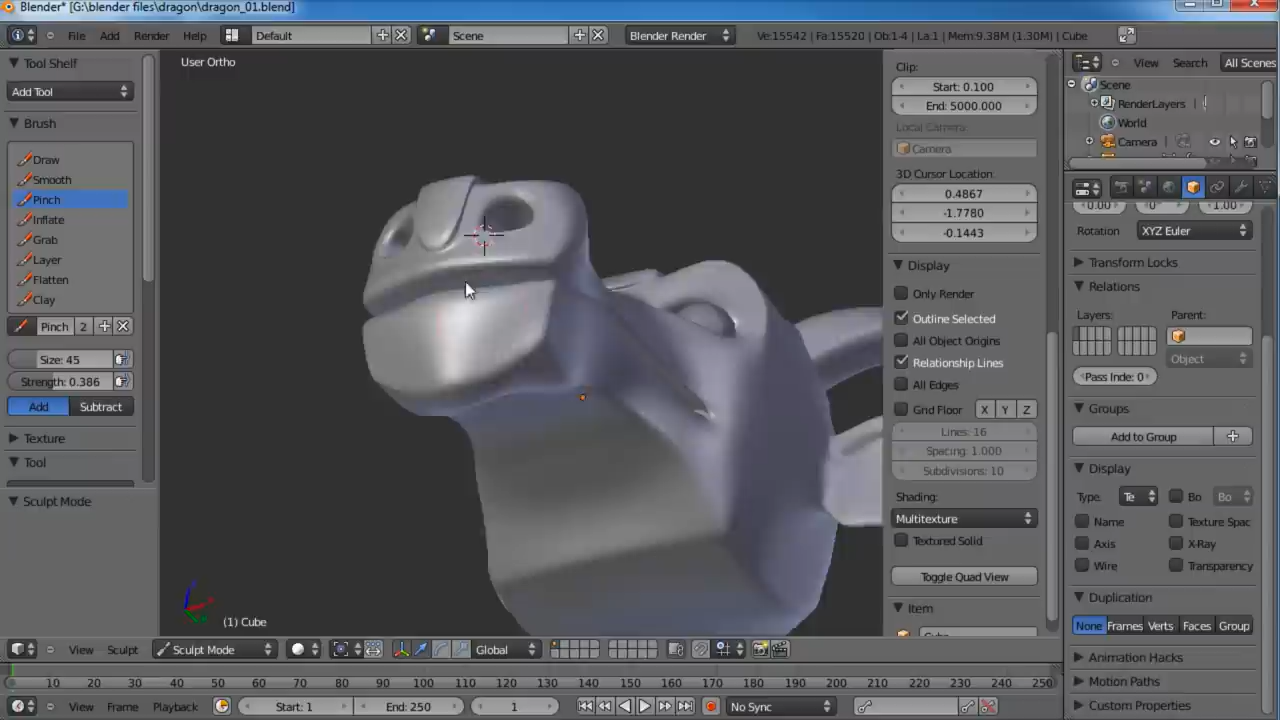 Blender* [G:\blender files\dragon\dragon_01.blend]
File Add Render Help Default Scene Blender Render Ve:15542 | Fa:15520 | Ob:1-4 | La:1 | Mem:9.38M (1.30M) | Cube
Tool Shelf
Add Tool
Brush
Draw
Smooth
Pinch
Inflate
Grab
Layer
Flatten
Clay
Pinch 2
Size: 45
Strength: 0.386
Add Subtract
Texture
Tool
Sculpt Mode
User Ortho
(1) Cube
Clip:
Start: 0.100
End: 5000.000
Local Camera:
Camera
3D Cursor Location:
0.4867
-1.7780
-0.1443
Display
Only Render
Outline Selected
All Object Origins
Relationship Lines
All Edges
Grid Floor X Y Z
Lines: 16
Spacing: 1.000
Subdivisions: 10
Shading:
Multitexture
Textured Solid
Toggle Quad View
Item
View Search All Scenes
Scene
RenderLayers
World
Camera
0.00 0° 1.00
Rotation XYZ Euler
Transform Locks
Relations
Layers: Parent:
Object
Pass Inde: 0
Groups
Add to Group
Display
Type: Te Bo Bo
Name Texture Spac
Axis X-Ray
Wire Transparency
Duplication
None Frames Verts Faces Group
Animation Hacks
Motion Paths
Custom Properties
View Sculpt Sculpt Mode Global
10 20 30 40 50 60 70 80 90 100 110 120 130 140 150 160 170 180 190 200 210 220 230 240 250
View Frame Playback Start: 1 End: 250 1 No Sync